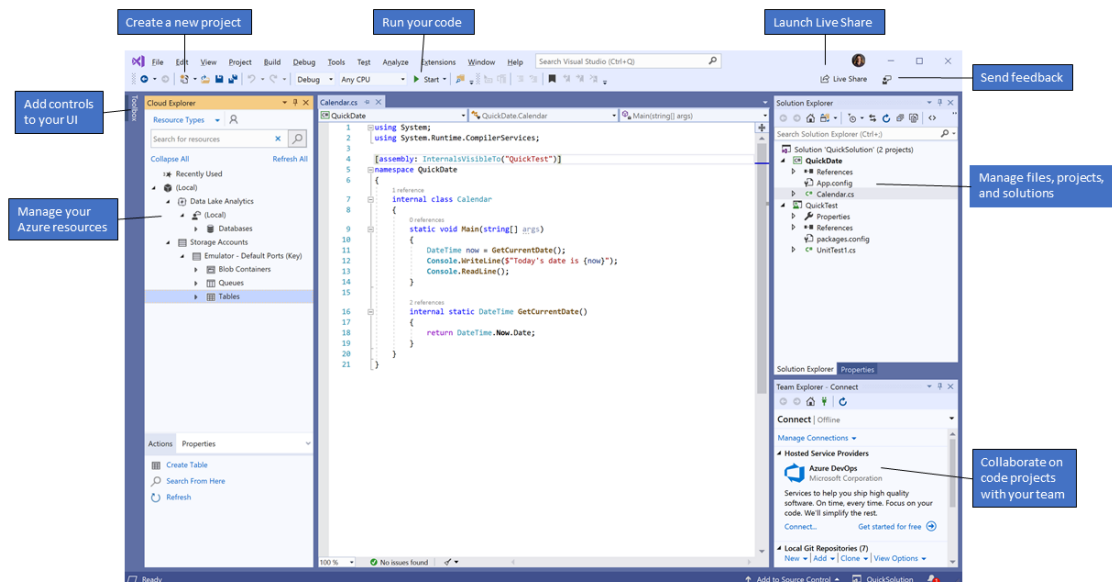 Create a new project
Run your code
Launch Live Share
Send feedback
Add controls
to your UI
Manage your
Azure resources
Manage files, projects,
and solutions
Collaborate on
code projects
with your team
File Edit View Project Build Debug Tools Test Analyze Extensions Window Help Search Visual Studio (Ctrl+Q)
Debug Any CPU Start Live Share
Toolbox
Cloud Explorer
Resource Types
Search for resources
Collapse All Refresh All
Recently Used
(Local)
Data Lake Analytics
(Local)
Databases
Storage Accounts
Emulator - Default Ports (Key)
Blob Containers
Queues
Tables
Actions Properties
Create Table
Search From Here
Refresh
Calendar.cs
QuickDate QuickDate.Calendar Main(string[] args)
1 using System;
2 using System.Runtime.CompilerServices;
3
4 [assembly: InternalsVisibleTo("QuickTest")]
5 namespace QuickDate
6 {
1 reference
7 internal class Calendar
8 {
0 references
9 static void Main(string[] args)
10 {
11 DateTime now = GetCurrentDate();
12 Console.WriteLine($"Today's date is {now}");
13 Console.ReadLine();
14 }
15
2 references
16 internal static DateTime GetCurrentDate()
17 {
18 return DateTime.Now.Date;
19 }
20 }
21 }
100 % No issues found
Solution Explorer
Search Solution Explorer (Ctrl+;)
Solution 'QuickSolution' (2 projects)
QuickDate
References
App.config
Calendar.cs
QuickTest
Properties
References
packages.config
UnitTest1.cs
Solution Explorer Properties
Team Explorer - Connect
Connect | Offline
Manage Connections
Hosted Service Providers
Azure DevOps
Microsoft Corporation
Services to help you ship high quality
software. On time, every time. Focus on your
code. We'll simplify the rest.
Connect... Get started for free
Local Git Repositories (7)
New Add Clone View Options
Ready Add to Source Control QuickSolution